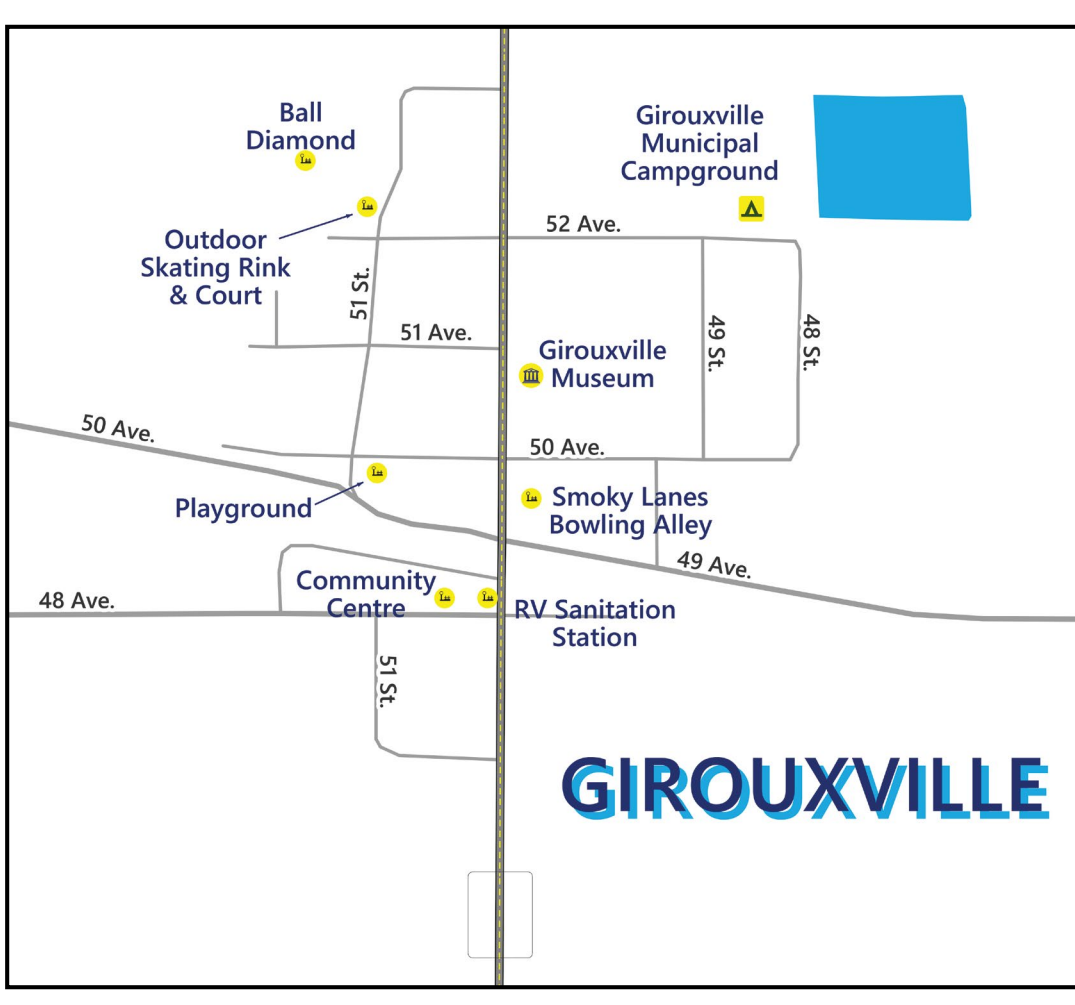 Ball
Diamond
Girouxville
Municipal
Campground
52 Ave.
Outdoor
Skating Rink
& Court
51 St.
51 Ave.
49 St.
48 St.
Girouxville
Museum
50 Ave.
50 Ave.
Playground
Smoky Lanes
Bowling Alley
49 Ave.
Community
Centre
48 Ave.
RV Sanitation
Station
51 St.
GIROUXVILLE